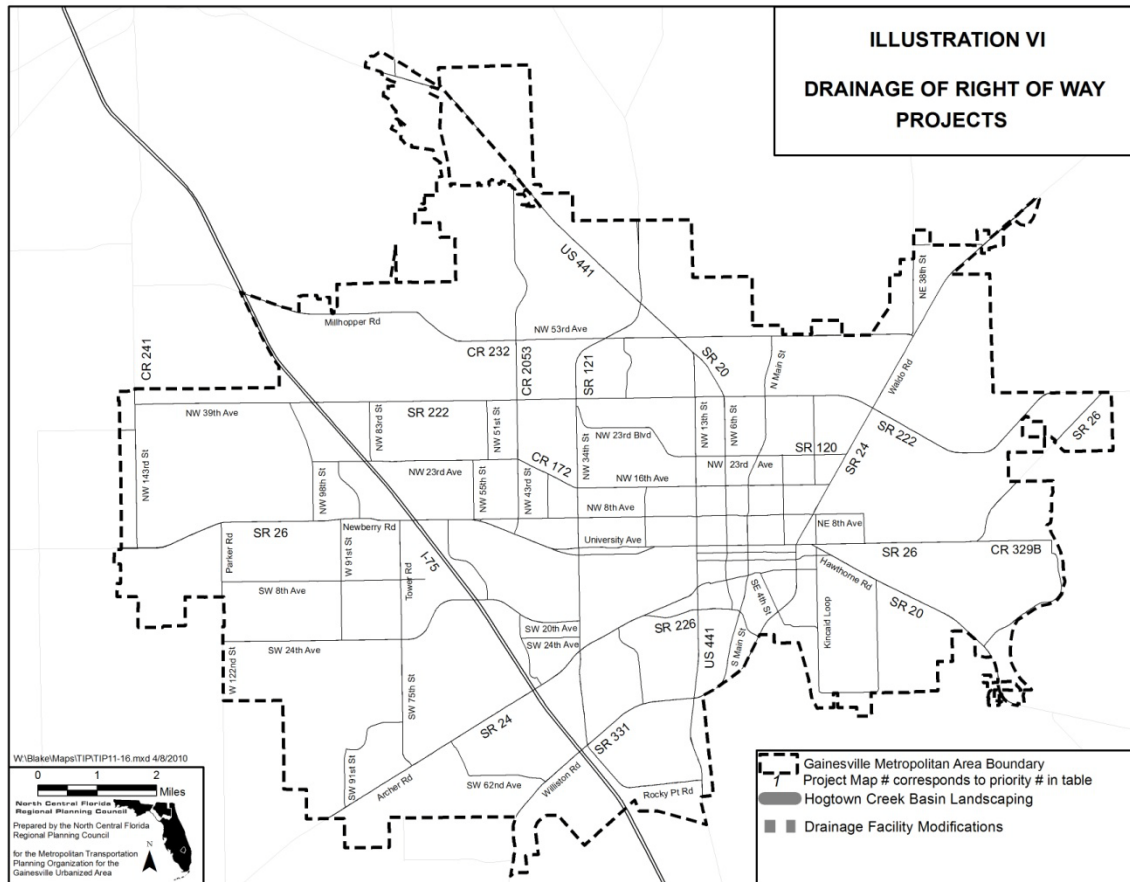 ILLUSTRATION VI
DRAINAGE OF RIGHT OF WAY
PROJECTS
US 441
NE 38th St
Millhopper Rd
NW 53rd Ave
CR 232
CR 241
CR 2053
SR 121
SR 20
N Main St
Waldo Rd
NW 39th Ave
NW 83rd St
SR 222
NW 51st St
NW 13th St
NW 6th St
SR 222
SR 26
NW 23rd Blvd
NW 34th St
SR 120
SR 24
NW 143rd St
NW 98th St
NW 23rd Ave
NW 55th St
NW 43rd St
CR 172
NW 23rd Ave
NW 16th Ave
NW 8th Ave
NE 8th Ave
Parker Rd
SR 26
Newberry Rd
W 91st St
Tower Rd
I-75
University Ave
SR 26
CR 329B
Hawthorne Rd
SR 20
SW 8th Ave
SE 4th St
Kincaid Loop
SW 20th Ave
SR 226
SW 24th Ave
US 441
S Main St
W 122nd St
SW 24th Ave
SW 75th St
SR 24
SR 331
SW 91st St
Archer Rd
SW 62nd Ave
Williston Rd
Rocky Pt Rd
W:\Blake\Maps\TIP\TIP11-16.mxd 4/8/2010
0 1 2
Miles
North Central Florida
Regional Planning Council
Prepared by the North Central Florida
Regional Planning Council
N
for the Metropolitan Transportation
Planning Organization for the
Gainesville Urbanized Area
Gainesville Metropolitan Area Boundary
1 Project Map # corresponds to priority # in table
Hogtown Creek Basin Landscaping
Drainage Facility Modifications